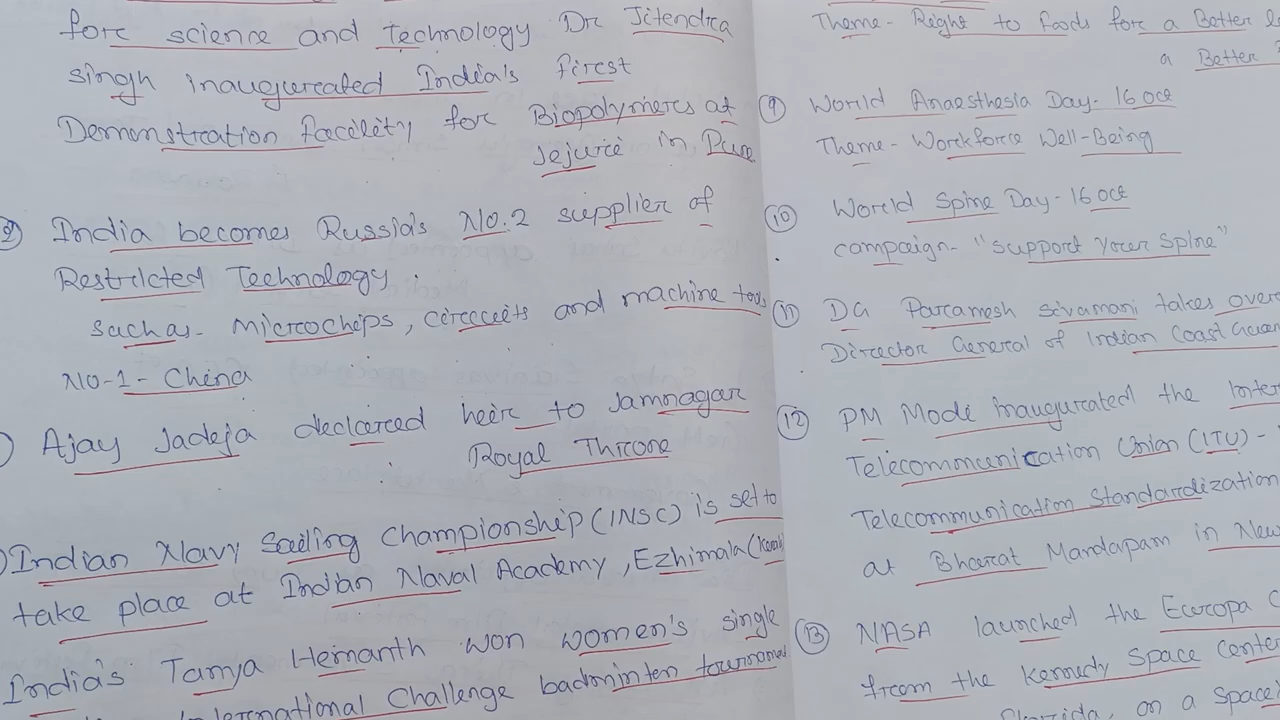 for science and Technology Dr Jitendra
singh inaugurated India's first
Demonstration facility for Biopolymers at
Jejuri in Pune
India becomes Russia's NO.2 supplier of
Restricted Technology
such as- Microchips, circuits and machine tools
NO-1- China
Ajay Jadeja declared heir to Jamnagar
Royal Throne
Indian Navy Sailing Championship (INSC) is set to
take place at Indian Naval Academy, Ezhimala (Kerala)
India's Tanya Hemanth won women's single
International Challenge badminten tournament
Theme- Right to foods for a Better
a Better
9 World Anaesthesia Day- 16 oct
Theme- Workforce Well-Being
10 World Spine Day- 16 oct
campaign- "support your Spine"
11 DG Paramesh sivamani takes over
Director General of Indian Coast Guard
12 PM Modi inaugurated the
Telecommunication Union (ITU) -
Telecommunication Standardization
at Bharat Mandapam in New
13 NASA launched the Europa
from the Kennedy Space Center
on a Space